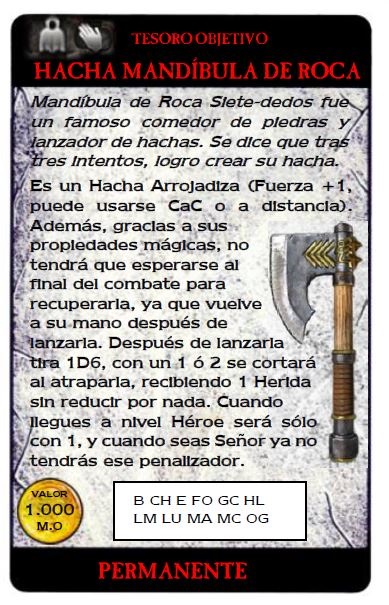 TESORO OBJETIVO
HACHA MANDÍBULA DE ROCA
Mandíbula de Roca Siete-dedos fue
un famoso comedor de piedras y
lanzador de hachas. Se dice que tras
tres intentos, logro crear su hacha.
Es un Hacha Arrojadiza (Fuerza +1,
puede usarse CaC o a distancia).
Además, gracias a sus
propiedades mágicas, no
tendrá que esperarse al
final del combate para
recuperarla, ya que vuelve
a su mano después de
lanzarla. Después de lanzarla
tira 1D6, con un 1 ó 2 se cortará
al atraparla, recibiendo 1 Herida
sin reducir por nada. Cuando
llegues a nivel Héroe será sólo
con 1, y cuando seas Señor ya no
tendrás ese penalizador.
VALOR
1.000
M.O
B CH E FO GC HL
LM LU MA MC OG
PERMANENTE